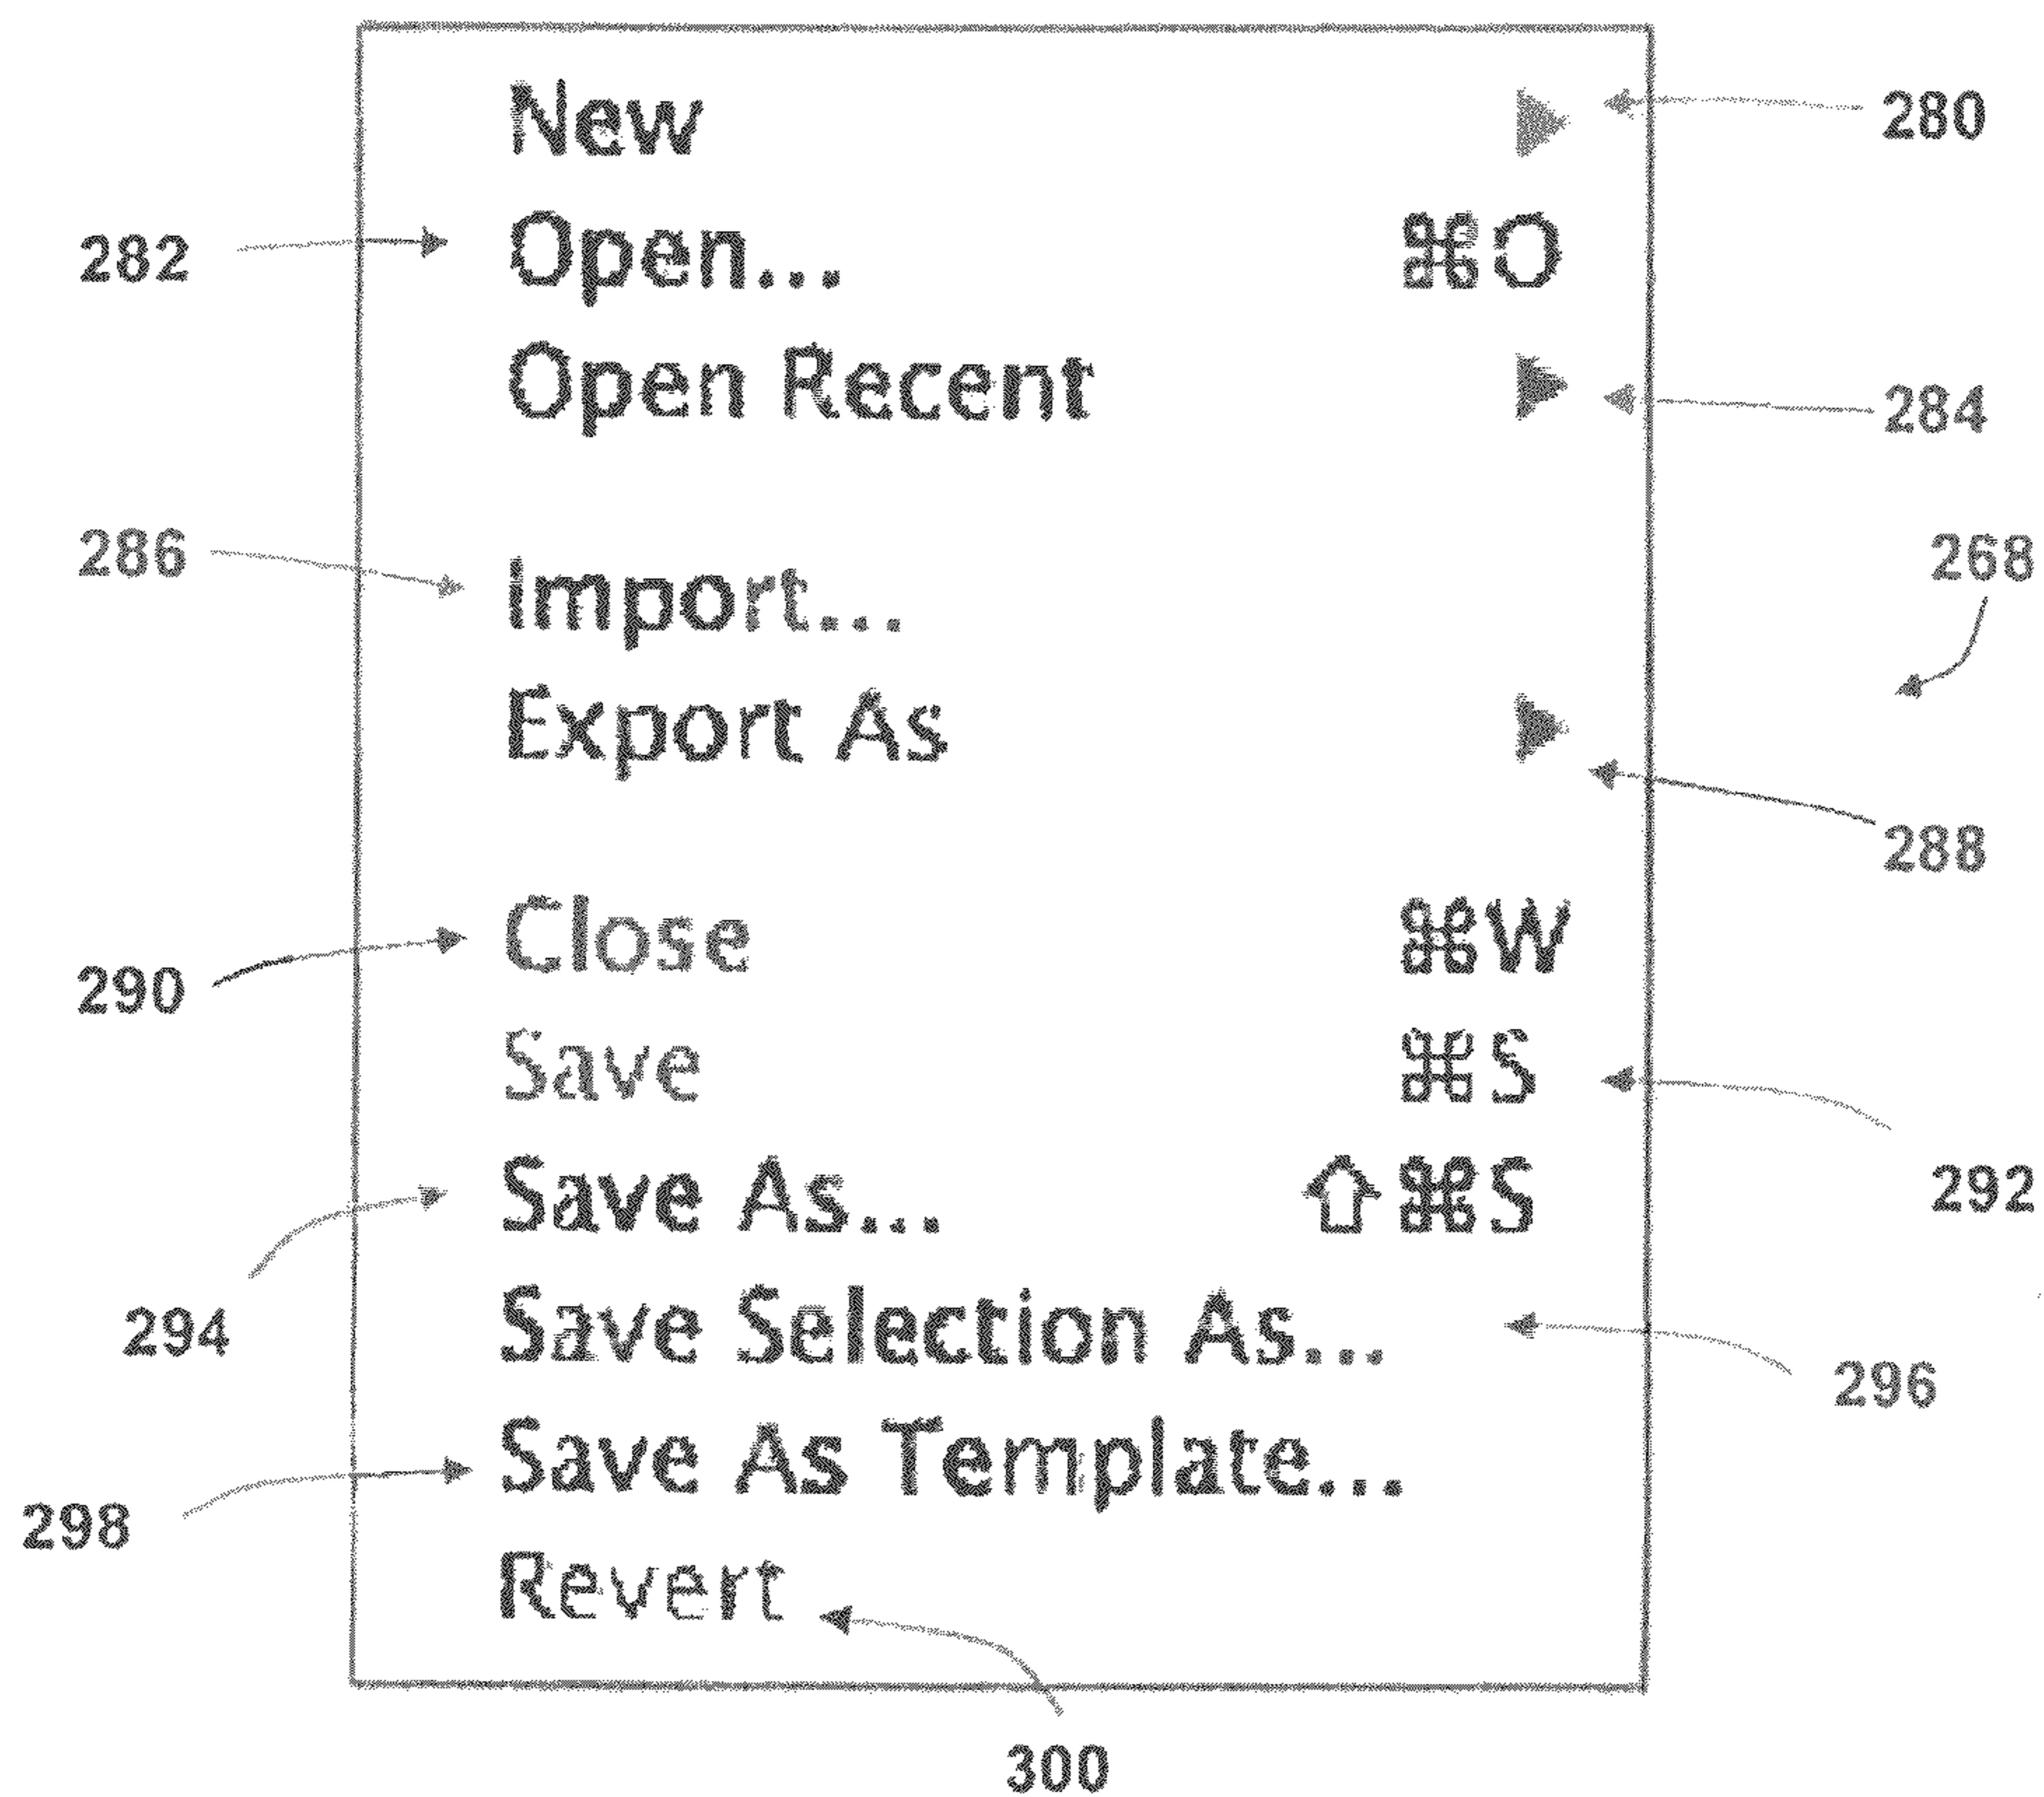 New ▶ 280
282 Open... ⌘O
Open Recent ▶ 284
286 Import... 268
Export As ▶
288
290 Close ⌘W
Save ⌘S
292
Save As... ⇧⌘S
294
Save Selection As...
296
Save As Template...
298
Revert
300